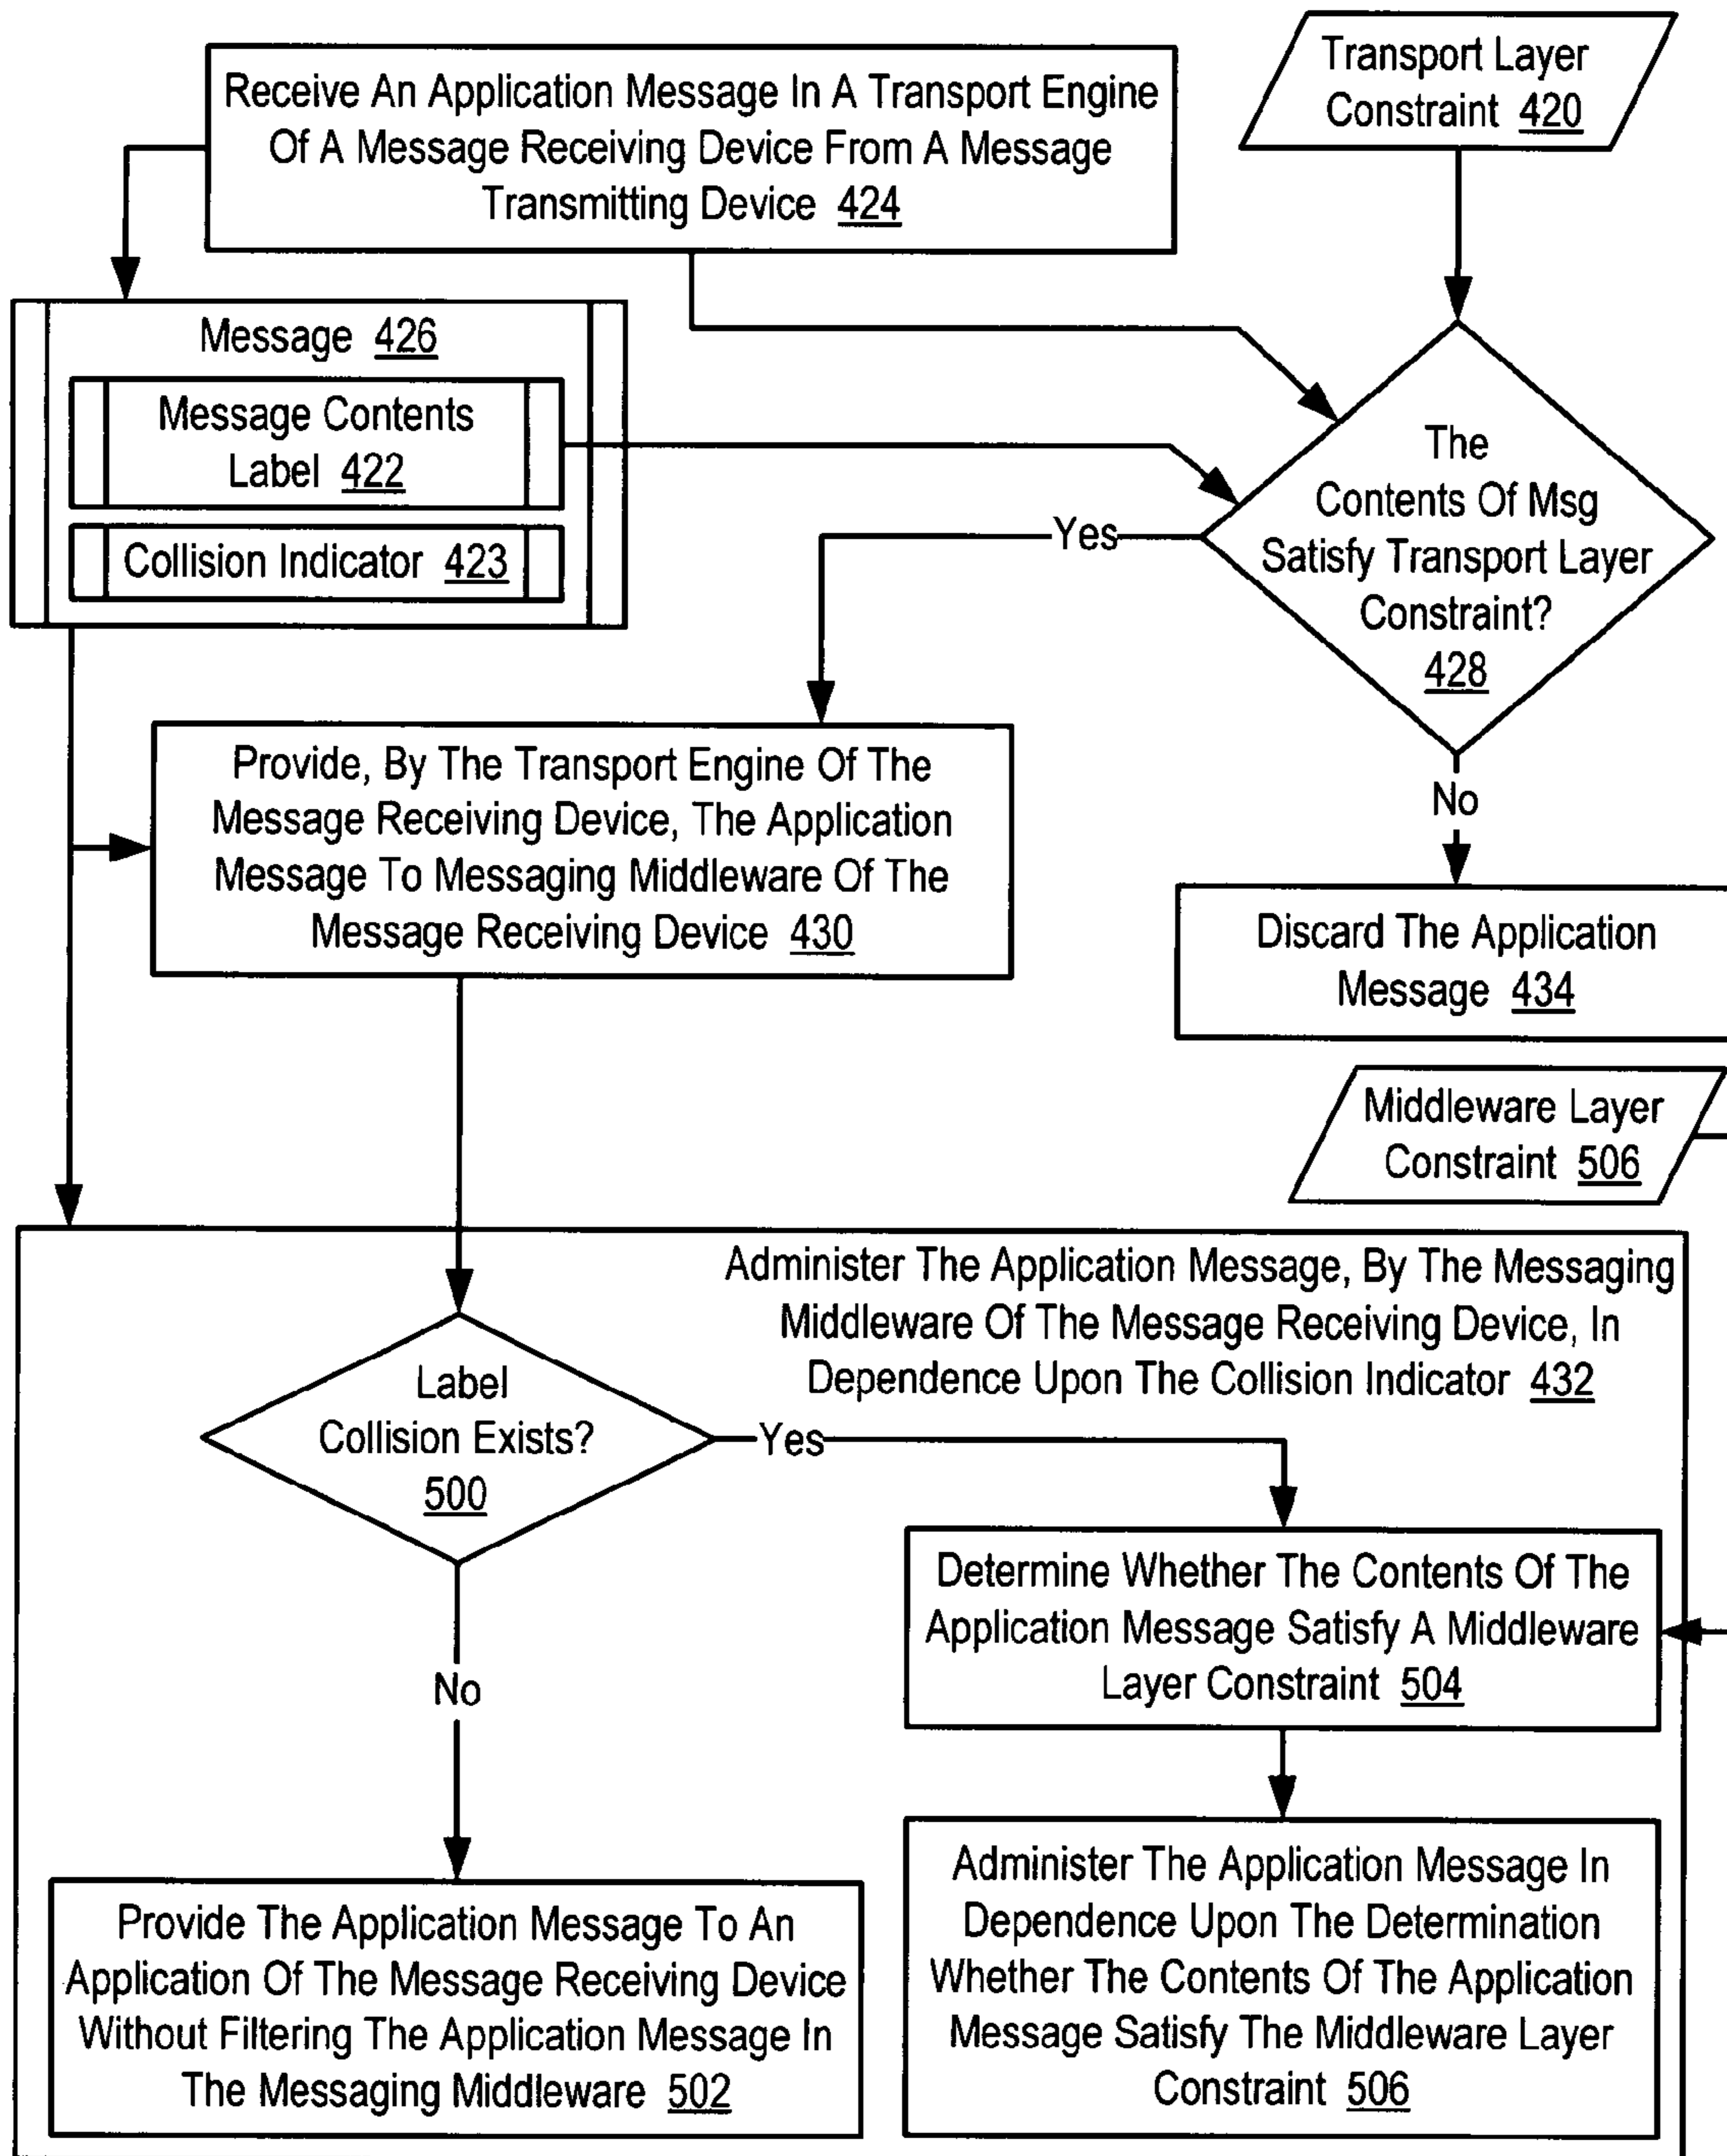 Receive An Application Message In A Transport Engine
Of A Message Receiving Device From A Message
Transmitting Device 424
Transport Layer
Constraint 420
Message 426
Message Contents
Label 422
Collision Indicator 423
The
Contents Of Msg
Satisfy Transport Layer
Constraint?
428
Yes
No
Provide, By The Transport Engine Of The
Message Receiving Device, The Application
Message To Messaging Middleware Of The
Message Receiving Device 430
Discard The Application
Message 434
Middleware Layer
Constraint 506
Administer The Application Message, By The Messaging
Middleware Of The Message Receiving Device, In
Dependence Upon The Collision Indicator 432
Label
Collision Exists?
500
Yes
No
Determine Whether The Contents Of The
Application Message Satisfy A Middleware
Layer Constraint 504
Provide The Application Message To An
Application Of The Message Receiving Device
Without Filtering The Application Message In
The Messaging Middleware 502
Administer The Application Message In
Dependence Upon The Determination
Whether The Contents Of The Application
Message Satisfy The Middleware Layer
Constraint 506